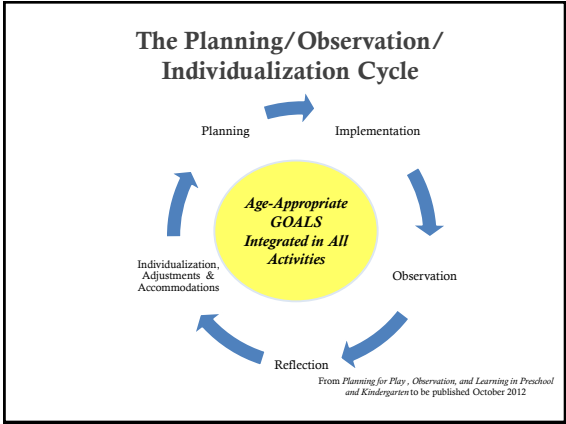 The Planning/Observation/
Individualization Cycle
Planning
Implementation
Age-Appropriate
GOALS
Integrated in All
Activities
Individualization,
Adjustments &
Accommodations
Observation
Reflection
From Planning for Play , Observation, and Learning in Preschool
and Kindergarten to be published October 2012